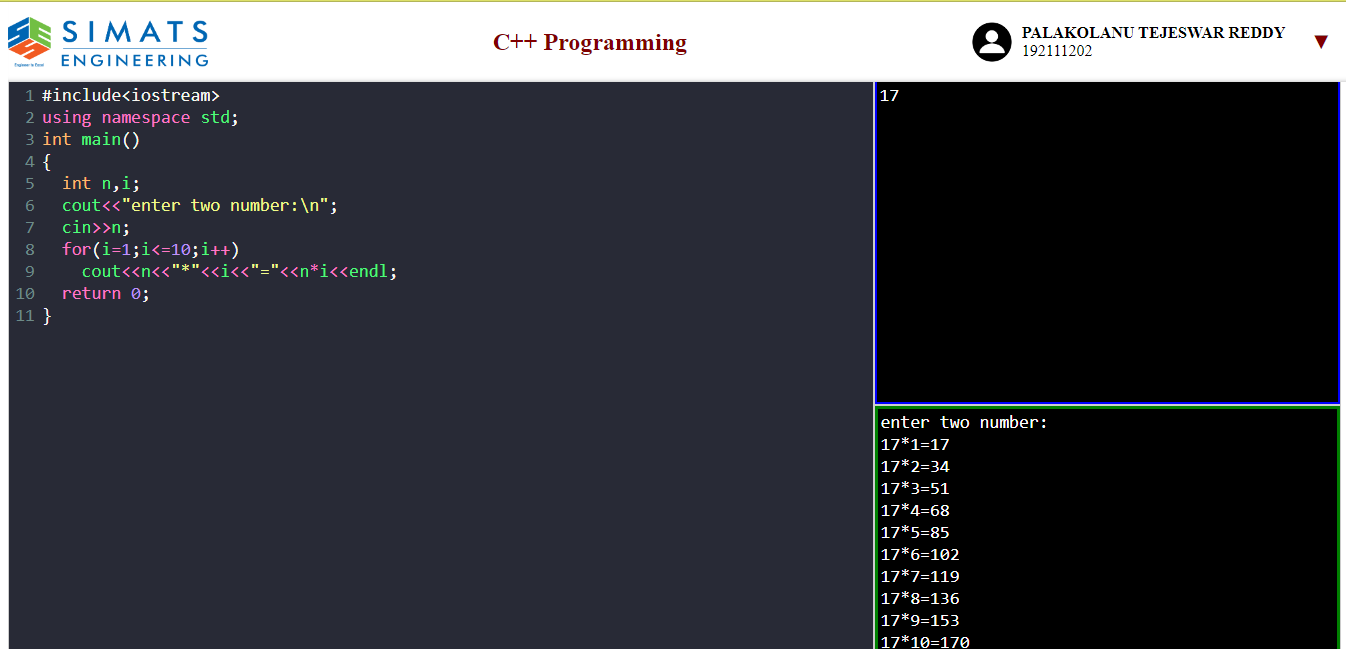 SIMATS
ENGINEERING
C++ Programming
PALAKOLANU TEJESWAR REDDY
192111202
1 #include<iostream>
2 using namespace std;
3 int main()
4 {
5   int n,i;
6   cout<<"enter two number:\n";
7   cin>>n;
8   for(i=1;i<=10;i++)
9     cout<<n<<"*"<<i<<"="<<n*i<<endl;
10   return 0;
11 }
17
enter two number:
17*1=17
17*2=34
17*3=51
17*4=68
17*5=85
17*6=102
17*7=119
17*8=136
17*9=153
17*10=170